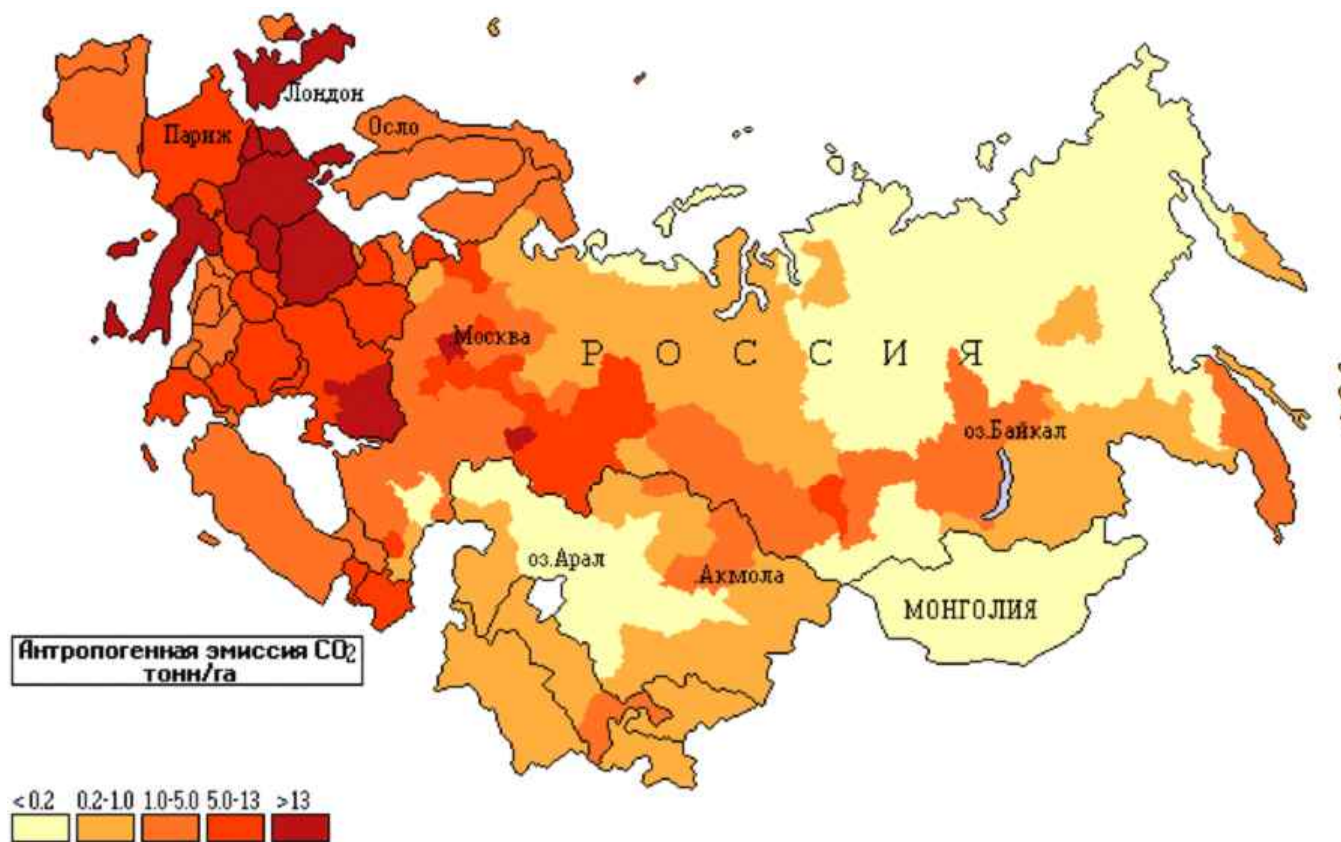 Лондон
Париж
Осло
Москва
РОССИЯ
оз.Байкал
оз.Арал
Акмола
МОНГОЛИЯ
Антропогенная эмиссия CO2
тонн/га
<0.2 0.2-1.0 1.0-5.0 5.0-13 >13